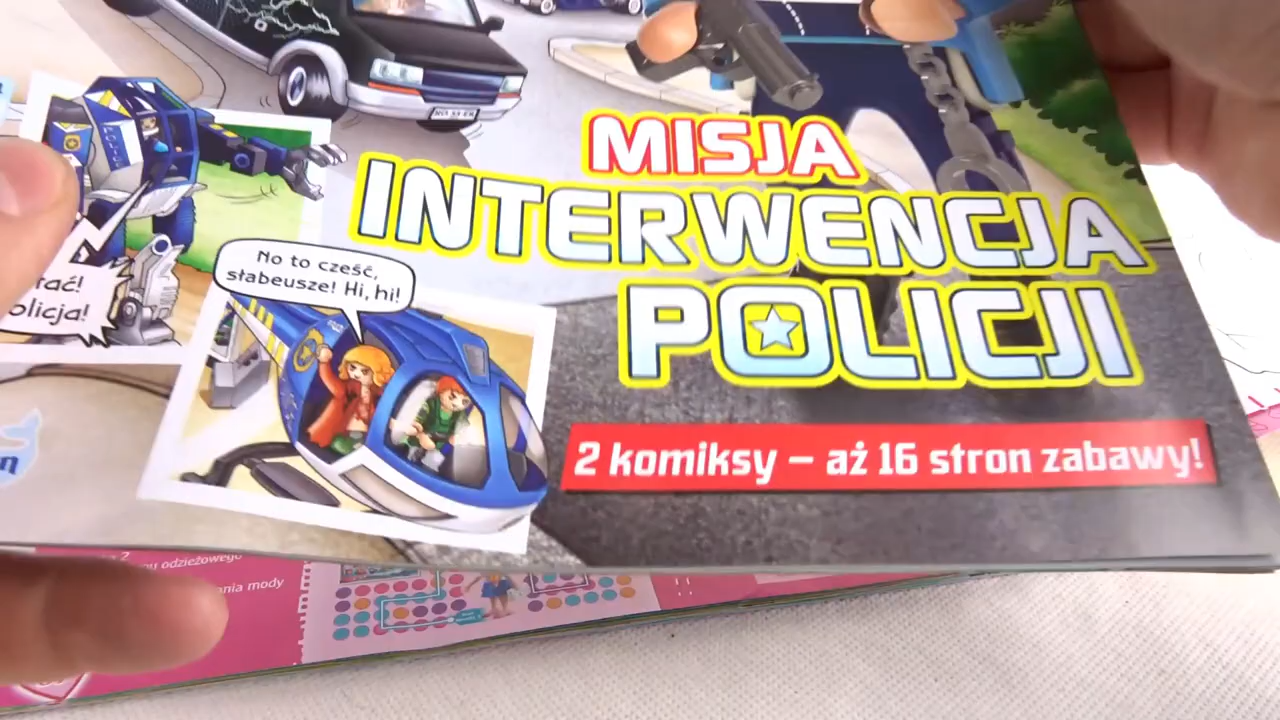 MISJA
INTERWENCJA
POLICJI
No to cześć,
słabeusze! Hi, hi!
tać!
olicja!
2 komiksy – aż 16 stron zabawy!
odzieżowego
ania mody